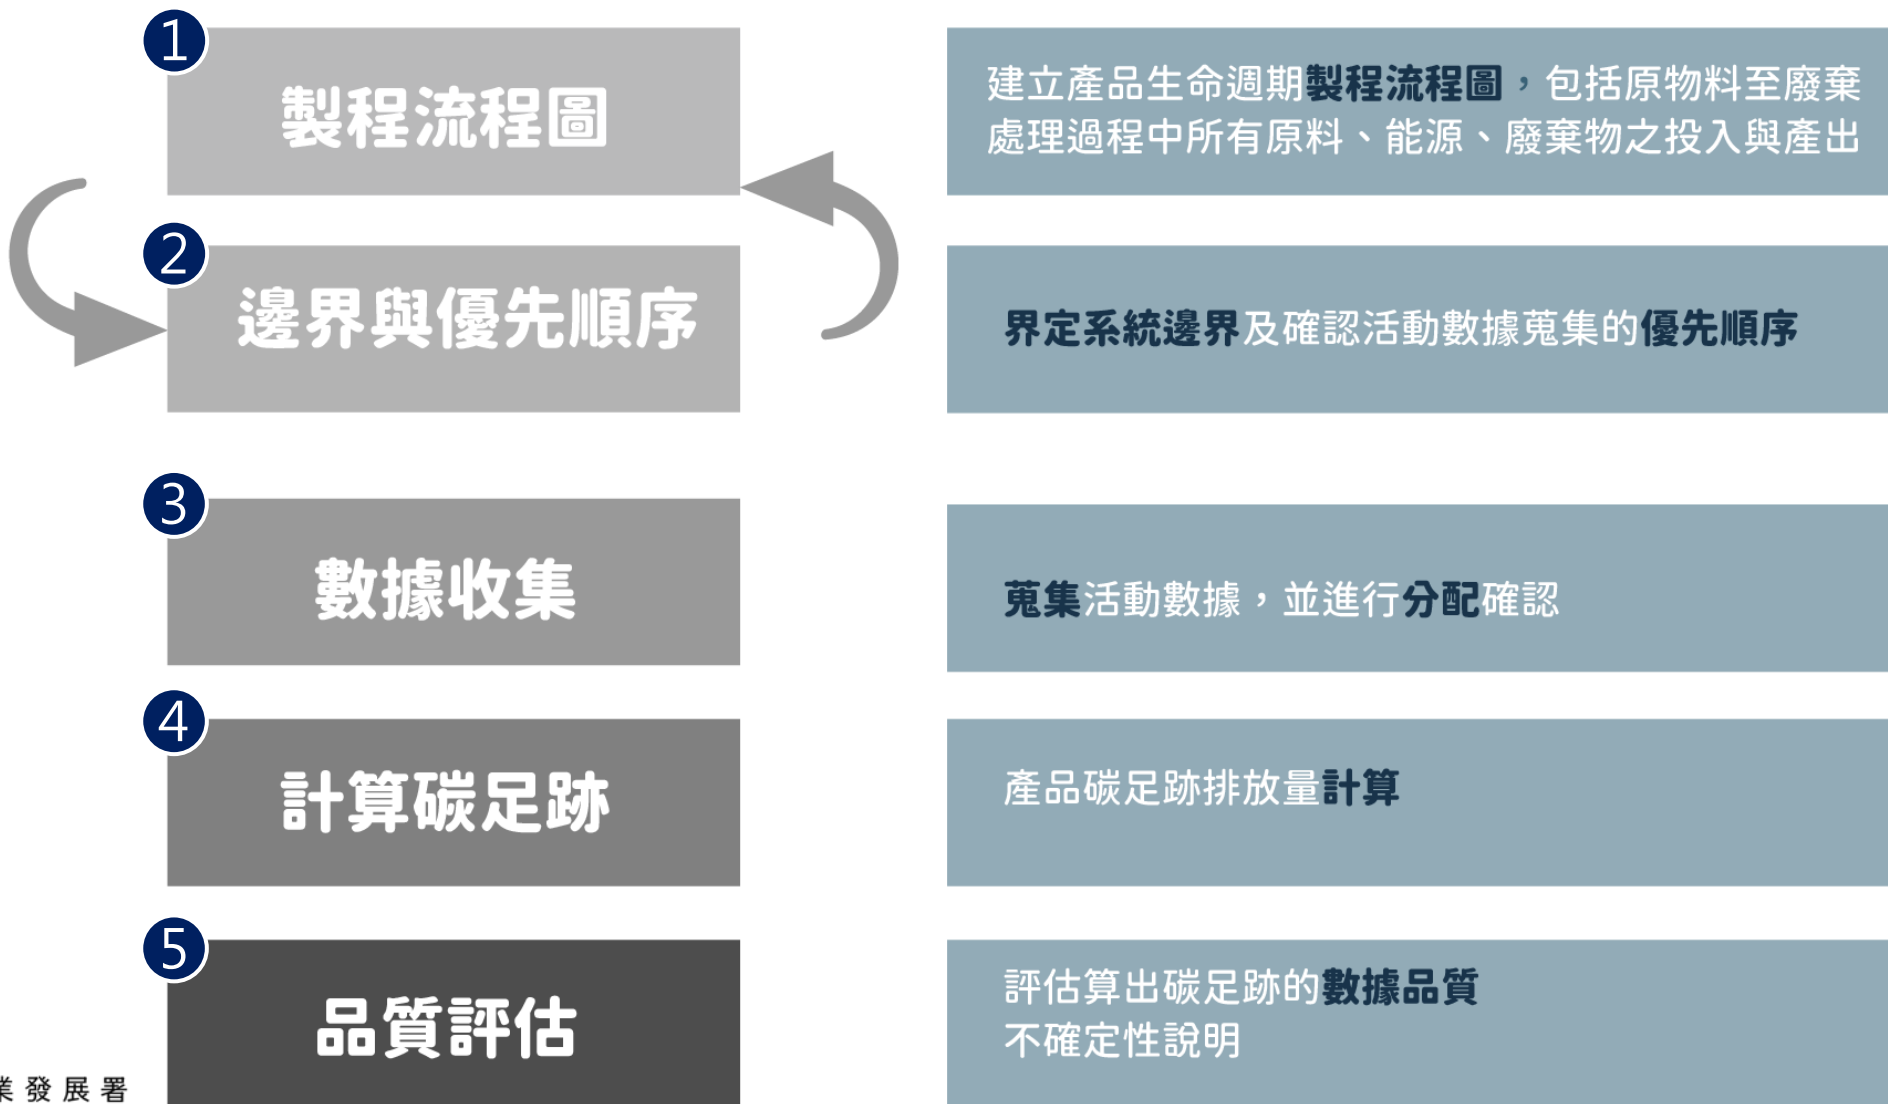 1
製程流程圖
建立產品生命週期製程流程圖，包括原物料至廢棄
處理過程中所有原料、能源、廢棄物之投入與產出
2
邊界與優先順序
界定系統邊界及確認活動數據蒐集的優先順序
3
數據收集
蒐集活動數據，並進行分配確認
4
計算碳足跡
產品碳足跡排放量計算
5
品質評估
評估算出碳足跡的數據品質
不確定性說明
業發展署